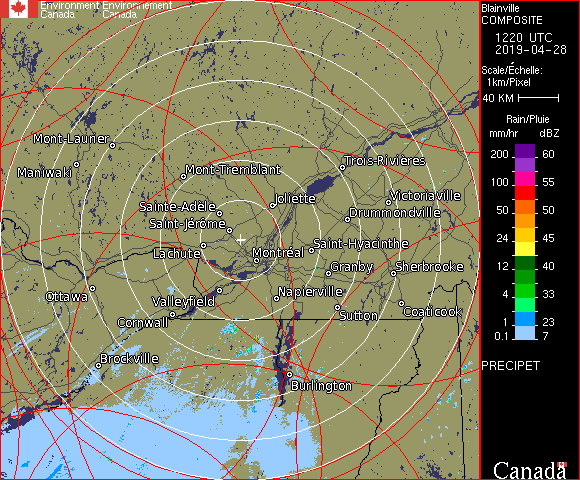 Environment Environnement
Canada Canada
Blainville
COMPOSITE
1220 UTC
2019-04-28
Scale/Échelle:
1km/Pixel
40 KM
Rain/Pluie
mm/hr dBZ
200 60
100 55
50 50
24 45
12 40
4 33
1 23
0.1 7
PRECIPET
Canada
Mont-Laurier
Maniwaki
Mont-Tremblant
Trois-Rivières
Joliette
Victoriaville
Sainte-Adèle
Drummondville
Saint-Jérôme
Lachute
Montréal
Saint-Hyacinthe
Granby
Sherbrooke
Ottawa
Valleyfield
Napierville
Cornwall
Sutton
Coaticook
Brockville
Burlington